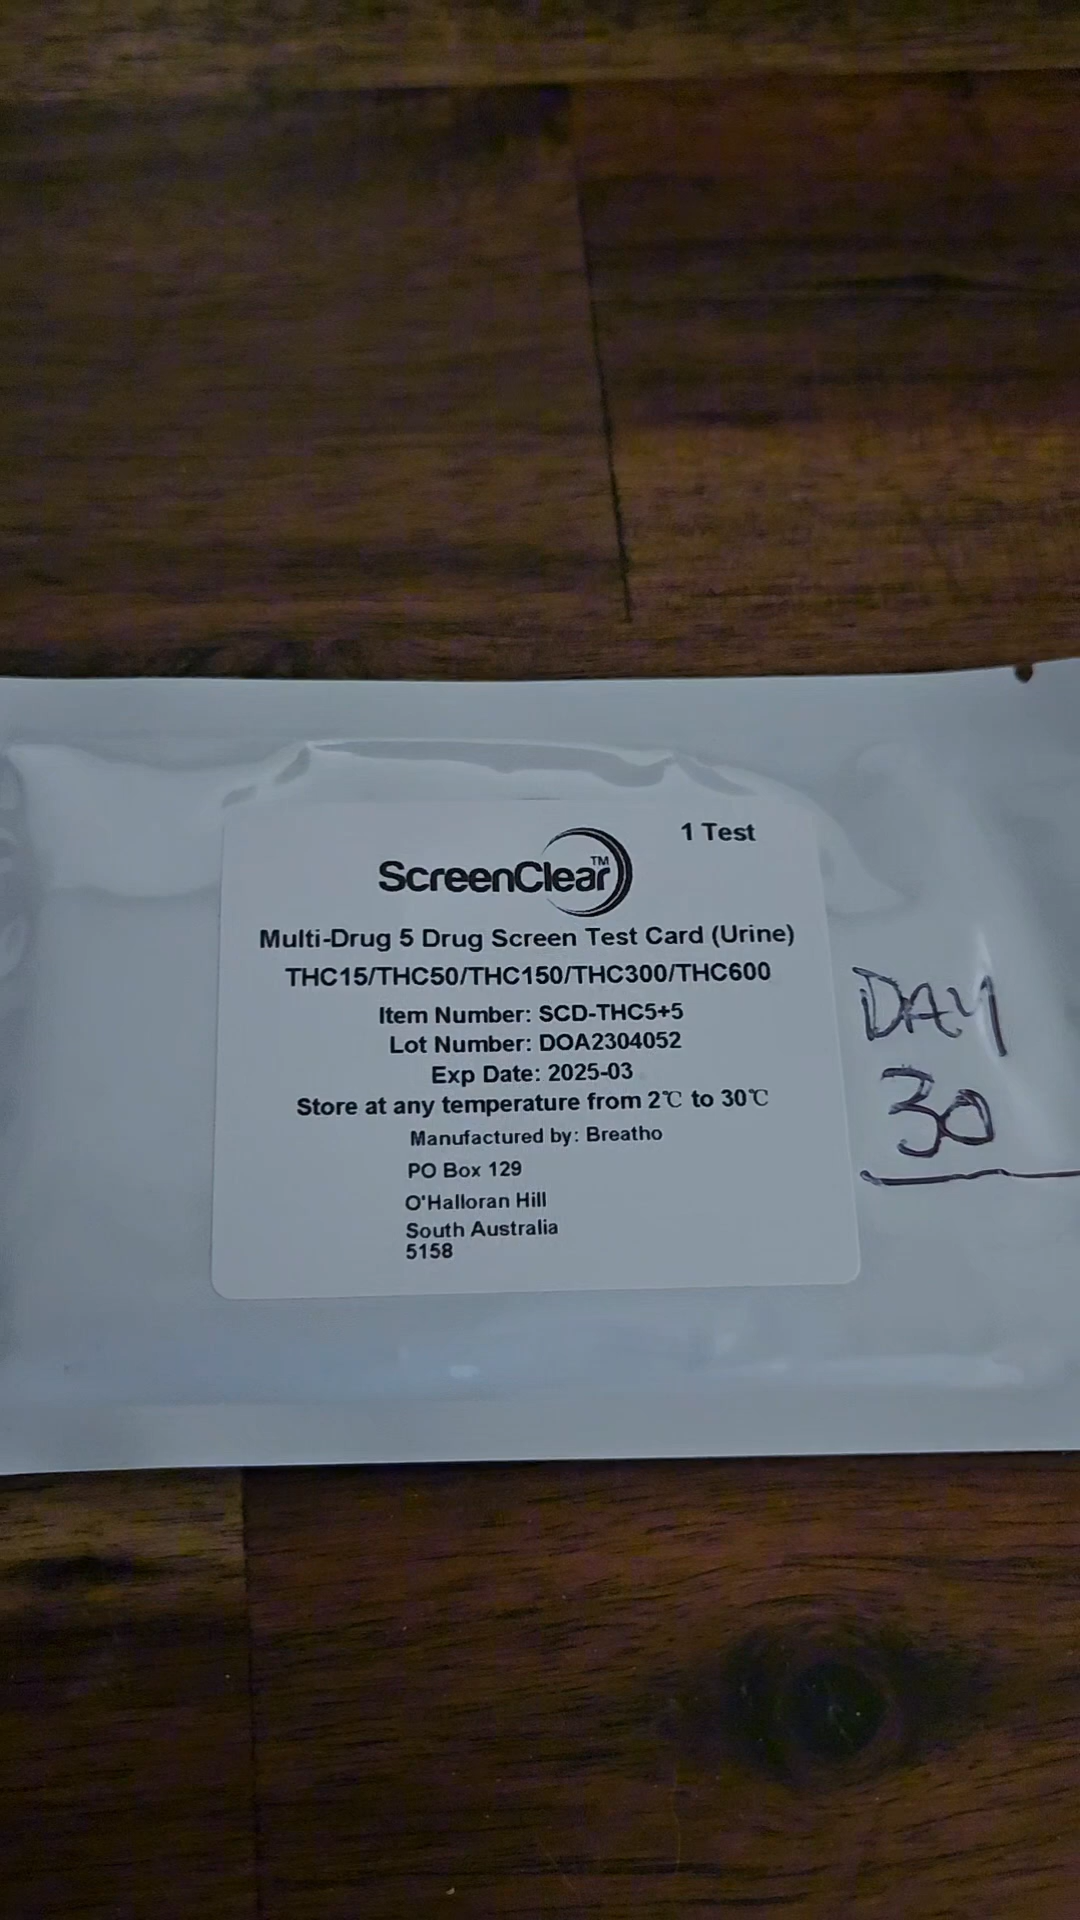 1 Test
ScreenClear™
Multi-Drug 5 Drug Screen Test Card (Urine)
THC15/THC50/THC150/THC300/THC600
Item Number: SCD-THC5+5
Lot Number: DOA2304052
Exp Date: 2025-03
Store at any temperature from 2℃ to 30℃
Manufactured by: Breatho
PO Box 129
O'Halloran Hill
South Australia
5158
DAY
30